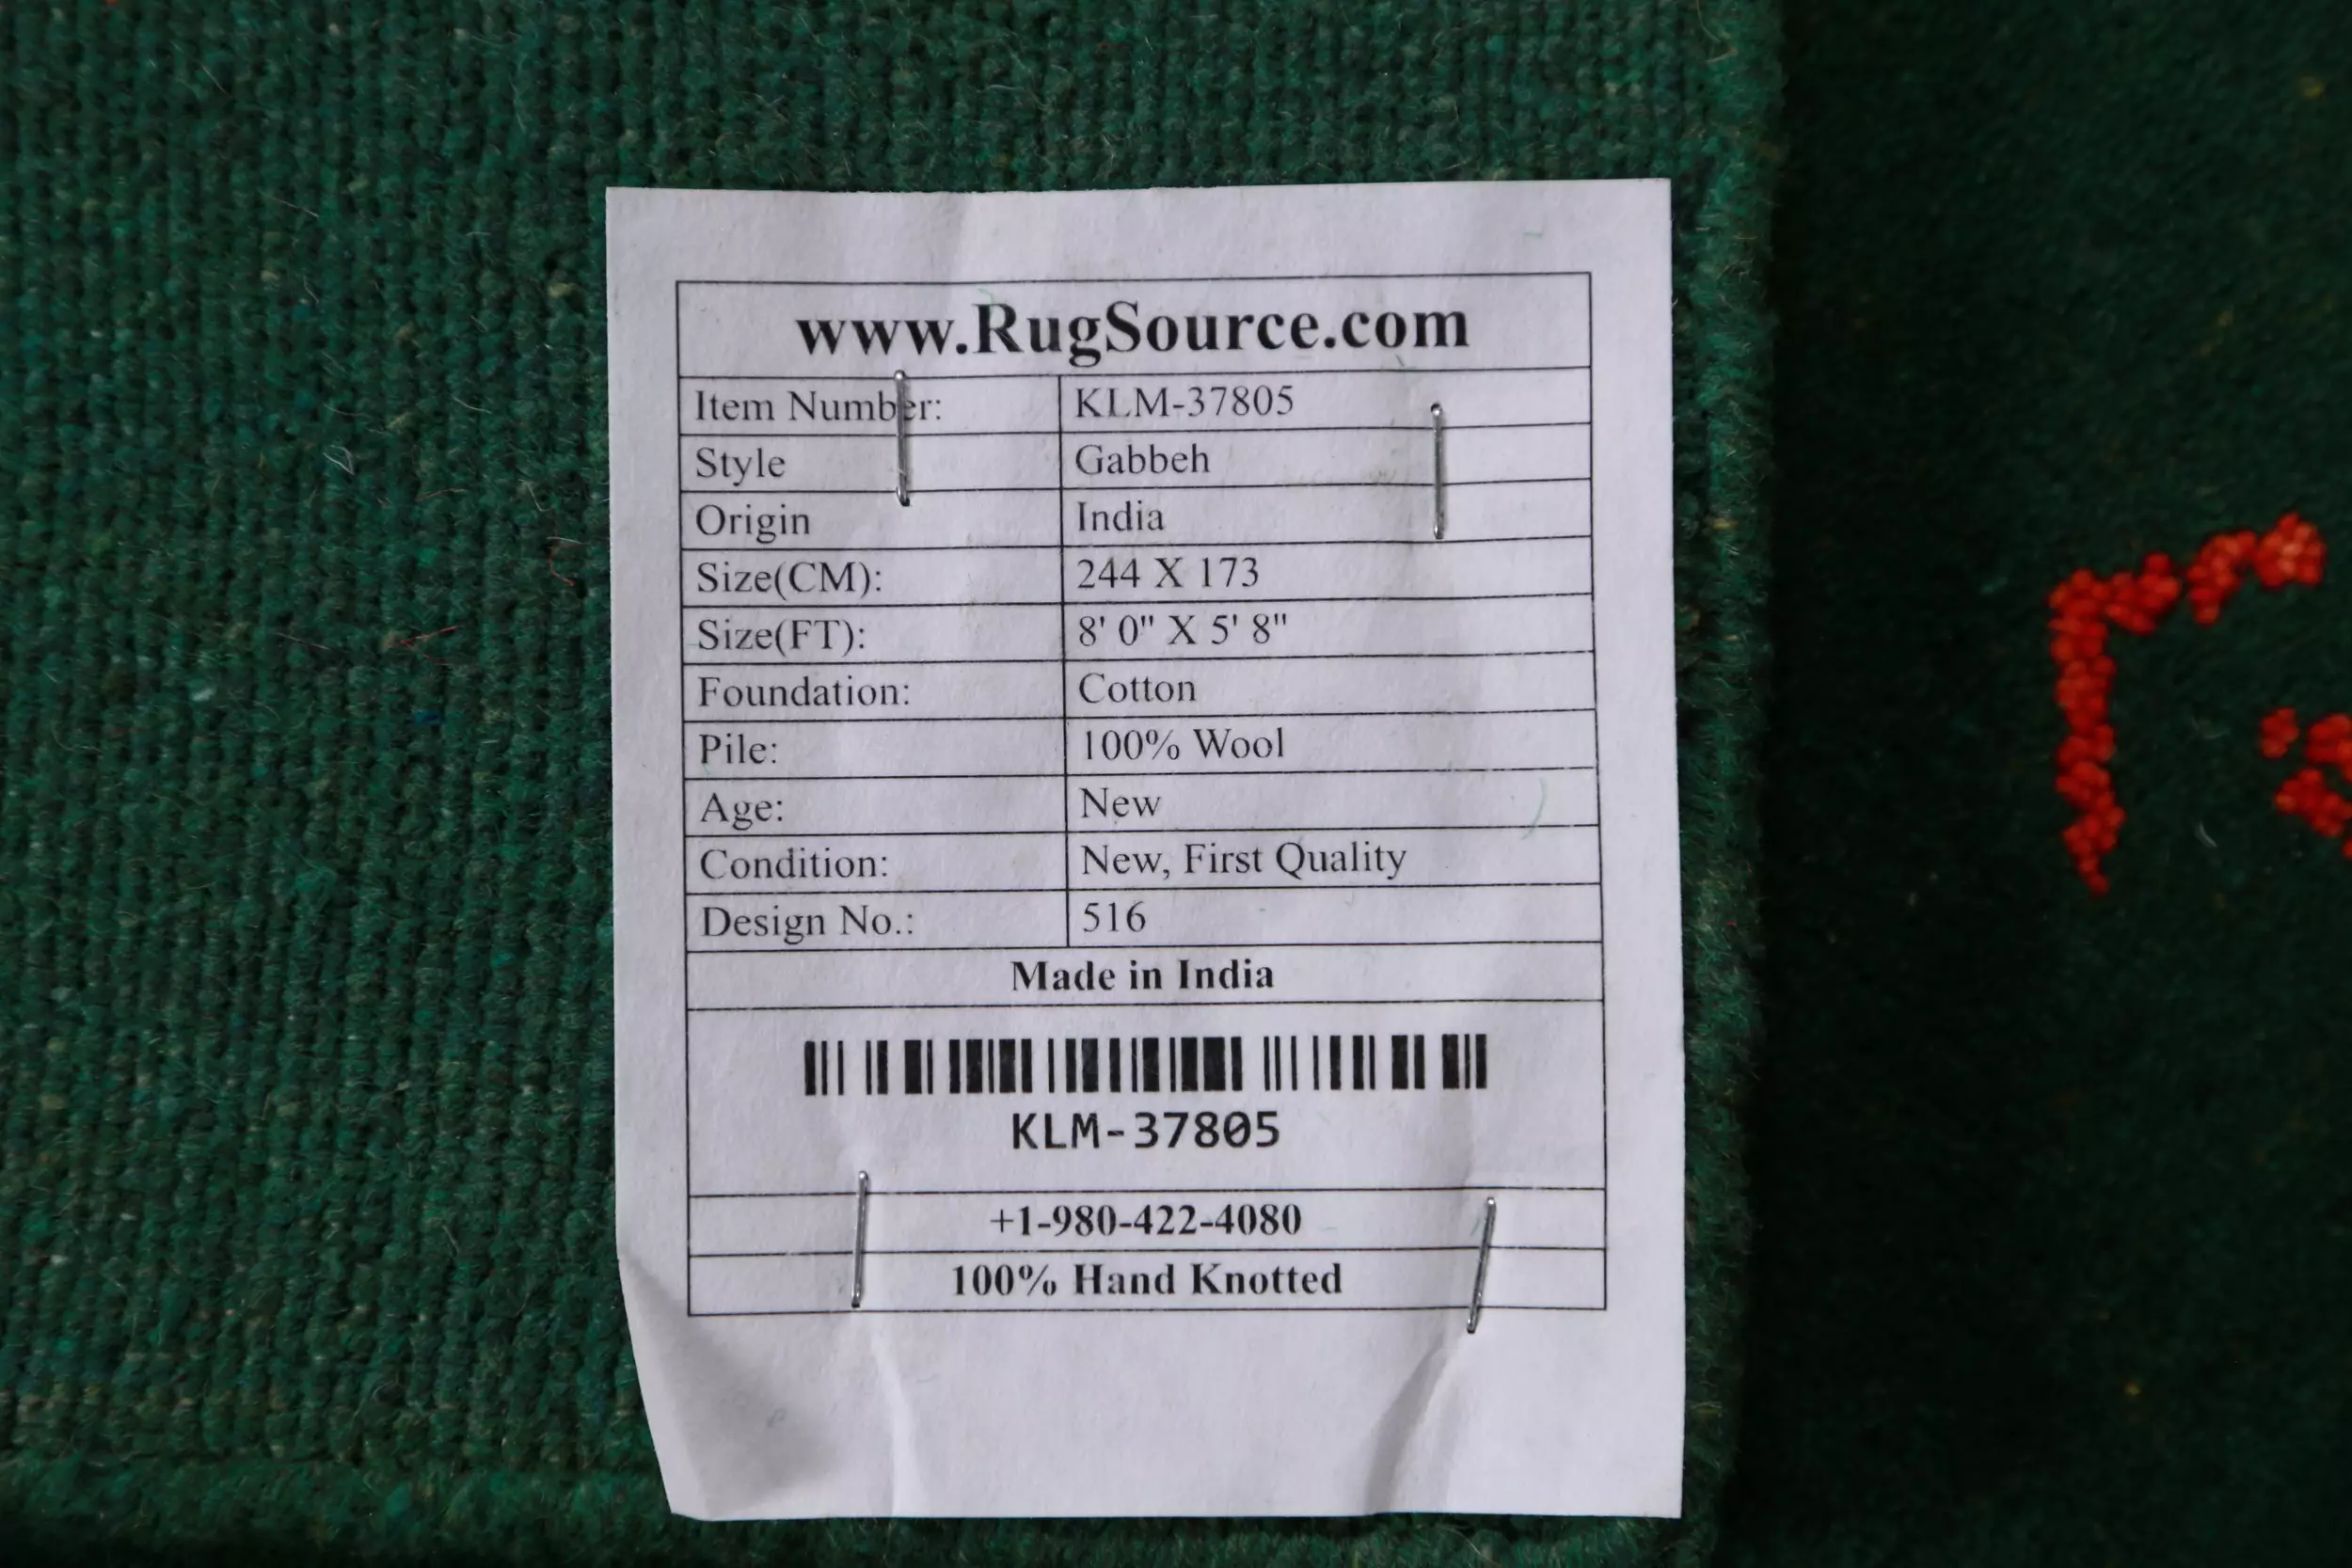 www.RugSource.com
Item Number: KLM-37805
Style Gabbeh
Origin India
Size(CM): 244 X 173
Size(FT): 8' 0" X 5' 8"
Foundation: Cotton
Pile: 100% Wool
Age: New
Condition: New, First Quality
Design No.: 516
Made in India
KLM-37805
+1-980-422-4080
100% Hand Knotted